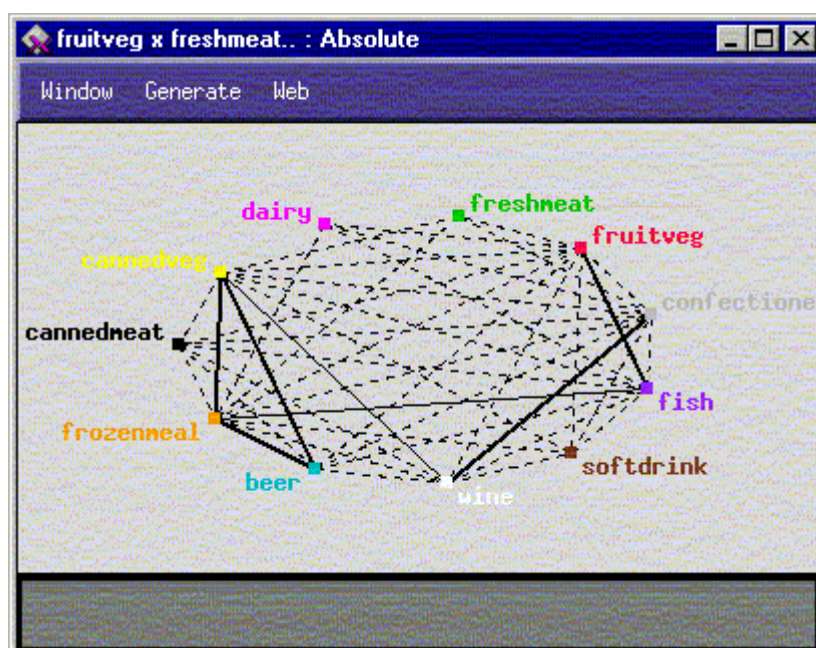 fruitveg x freshmeat.. : Absolute
Window Generate Web
freshmeat
dairy
fruitveg
cannedveg
confectione
cannedmeat
fish
frozenmeal
softdrink
beer
wine